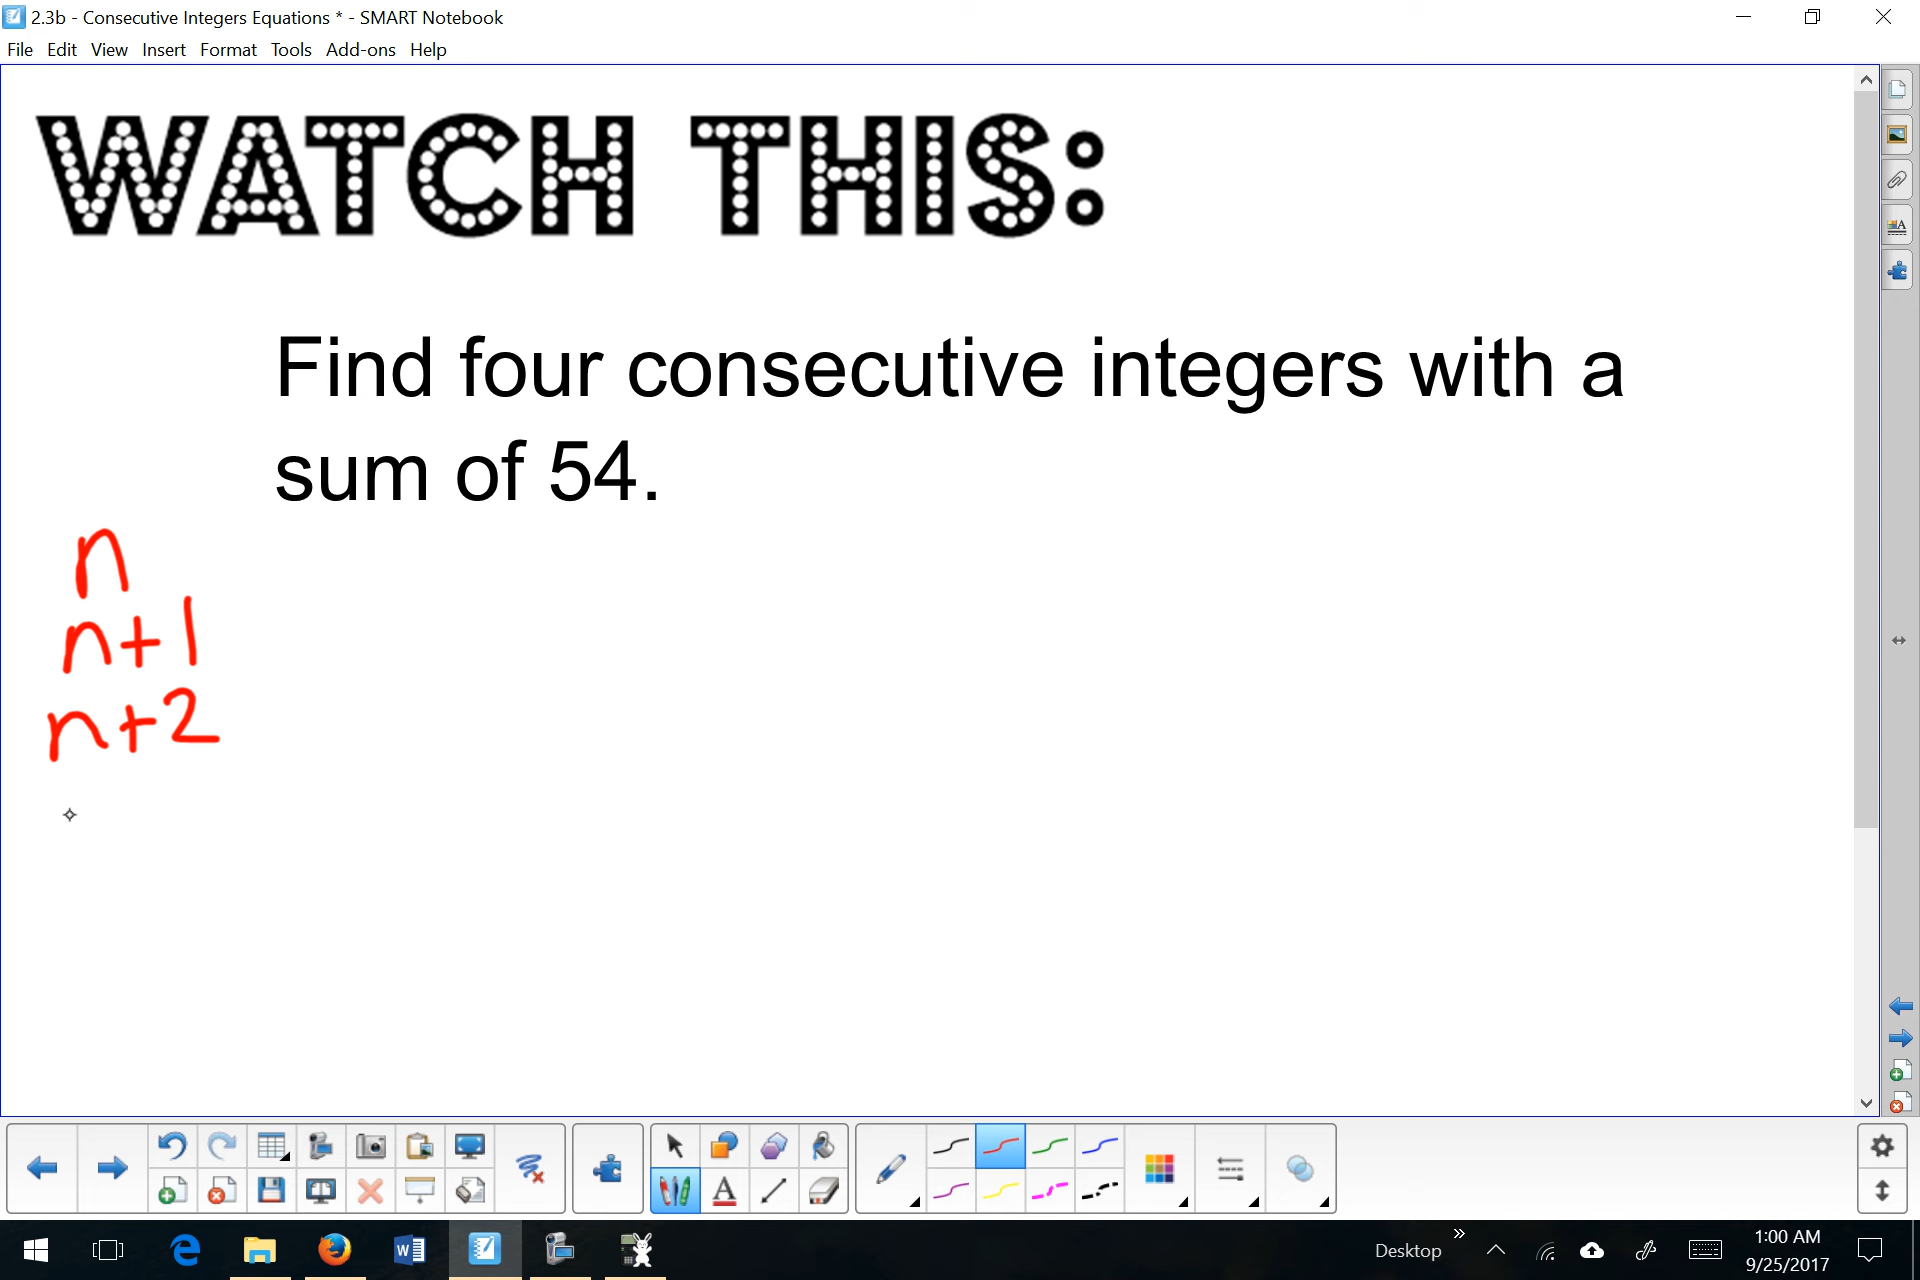 2.3b - Consecutive Integers Equations * - SMART Notebook
File Edit View Insert Format Tools Add-ons Help
WATCH THIS:
Find four consecutive integers with a
sum of 54.
n
n+1
n+2
Desktop
1:00 AM
9/25/2017